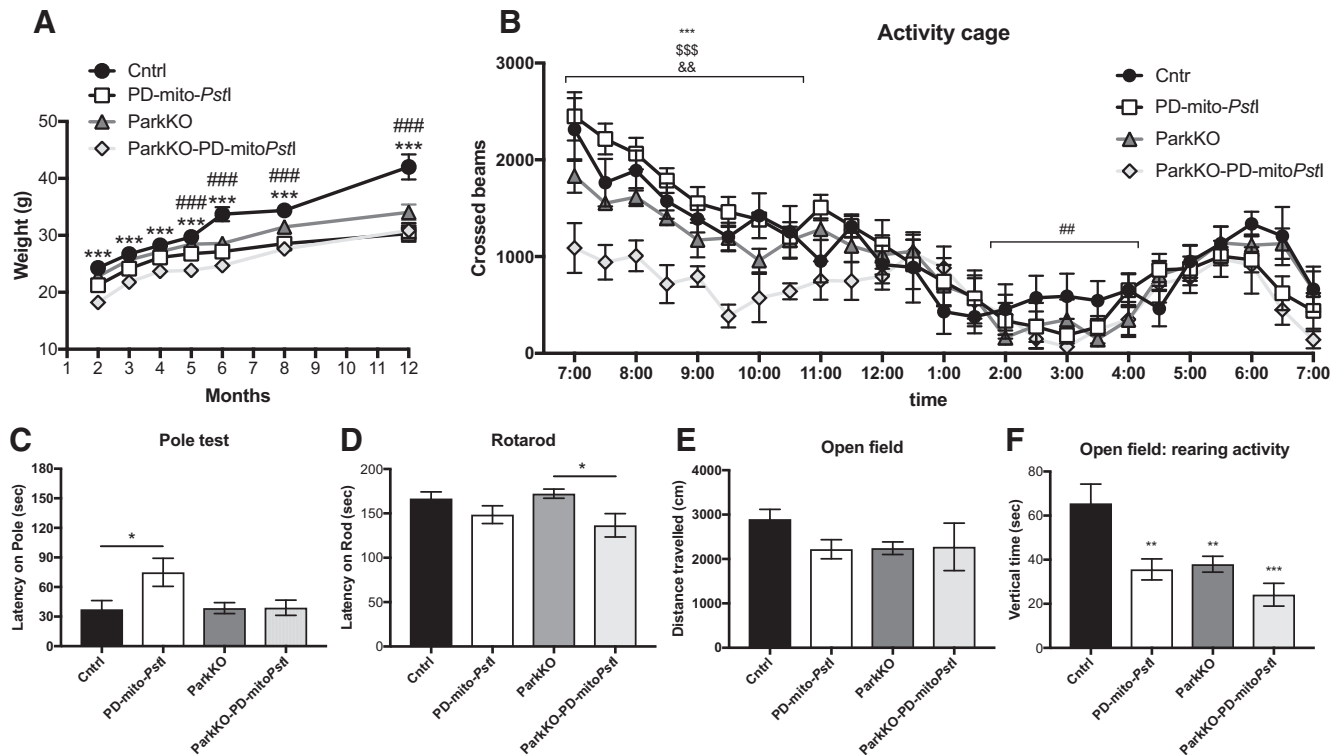 A
Cntrl
PD-mito-PstI
ParkKO
ParkKO-PD-mitoPstI
Weight (g)
50
40
30
20
10
***
***
***
###
***
###
***
###
***
###
***
1 2 3 4 5 6 7 8 9 10 11 12
Months
B
Activity cage
***
$$$
&&
Cntr
PD-mito-PstI
ParkKO
ParkKO-PD-mitoPstI
Crossed beams
3000
2000
1000
0
##
7:00 8:00 9:00 10:00 11:00 12:00 1:00 2:00 3:00 4:00 5:00 6:00 7:00
time
C
Pole test
Latency on Pole (sec)
180
150
120
90
60
30
0
*
Cntrl
PD-mito-PstI
ParkKO
ParkKO-PD-mitoPstI
D
Rotarod
Latency on Rod (sec)
200
150
100
50
0
*
Cntrl
PD-mito-PstI
ParkKO
ParkKO-PD-mitoPstI
E
Open field
Distance travelled (cm)
4000
3000
2000
1000
0
Cntrl
PD-mito-PstI
ParkKO
ParkKO-PD-mitoPstI
F
Open field: rearing activity
Vertical time (sec)
80
60
40
20
0
**
**
***
Cntrl
PD-mito-PstI
ParkKO
ParkKO-PD-mitoPstI